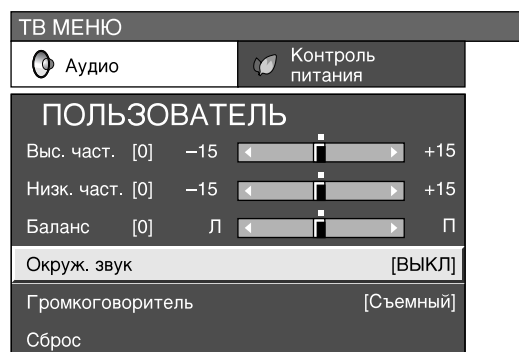 ТВ МЕНЮ
Аудио
Контроль
питания
ПОЛЬЗОВАТЕЛЬ
Выс. част. [0] –15 +15
Низк. част. [0] –15 +15
Баланс [0] Л П
Окруж. звук [ВЫКЛ]
Громкоговоритель [Съемный]
Сброс